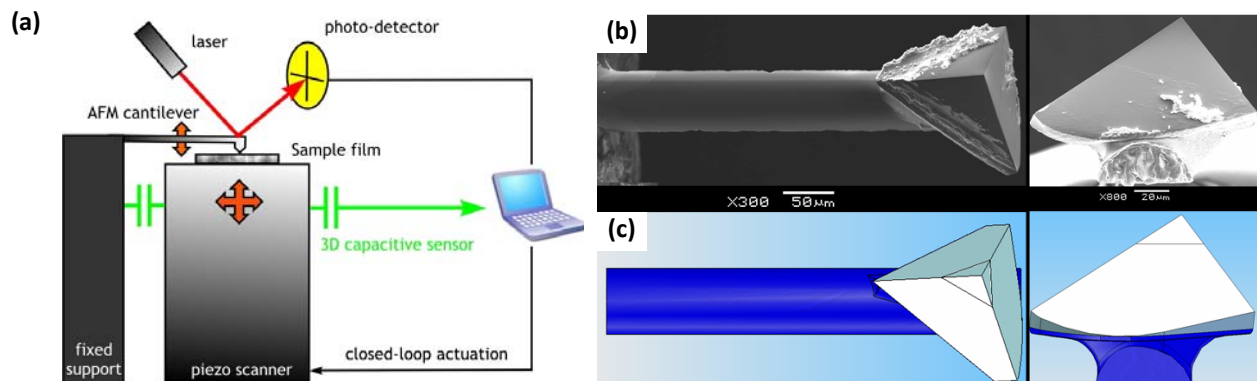 (a)
laser
photo-detector
AFM cantilever
Sample film
3D capacitive sensor
fixed
support
piezo scanner
closed-loop actuation
(b)
X300 50µm
X800 20µm
(c)